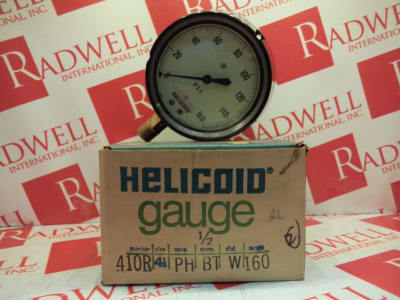 RADWELL
INTERNATIONAL, INC.
20 40 60 80 100 120 140 160
PSI
HELICOID
gauge
1/2
number size case conn. dial range
410R 4½ PH BT W 160